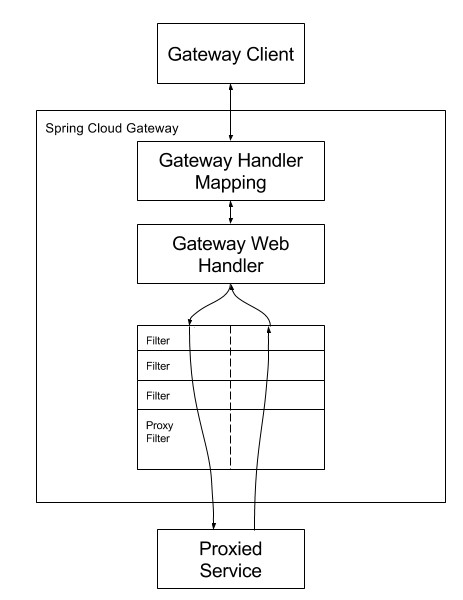 Gateway Client
Spring Cloud Gateway
Gateway Handler
Mapping
Gateway Web
Handler
Filter
Filter
Filter
Proxy
Filter
Proxied
Service